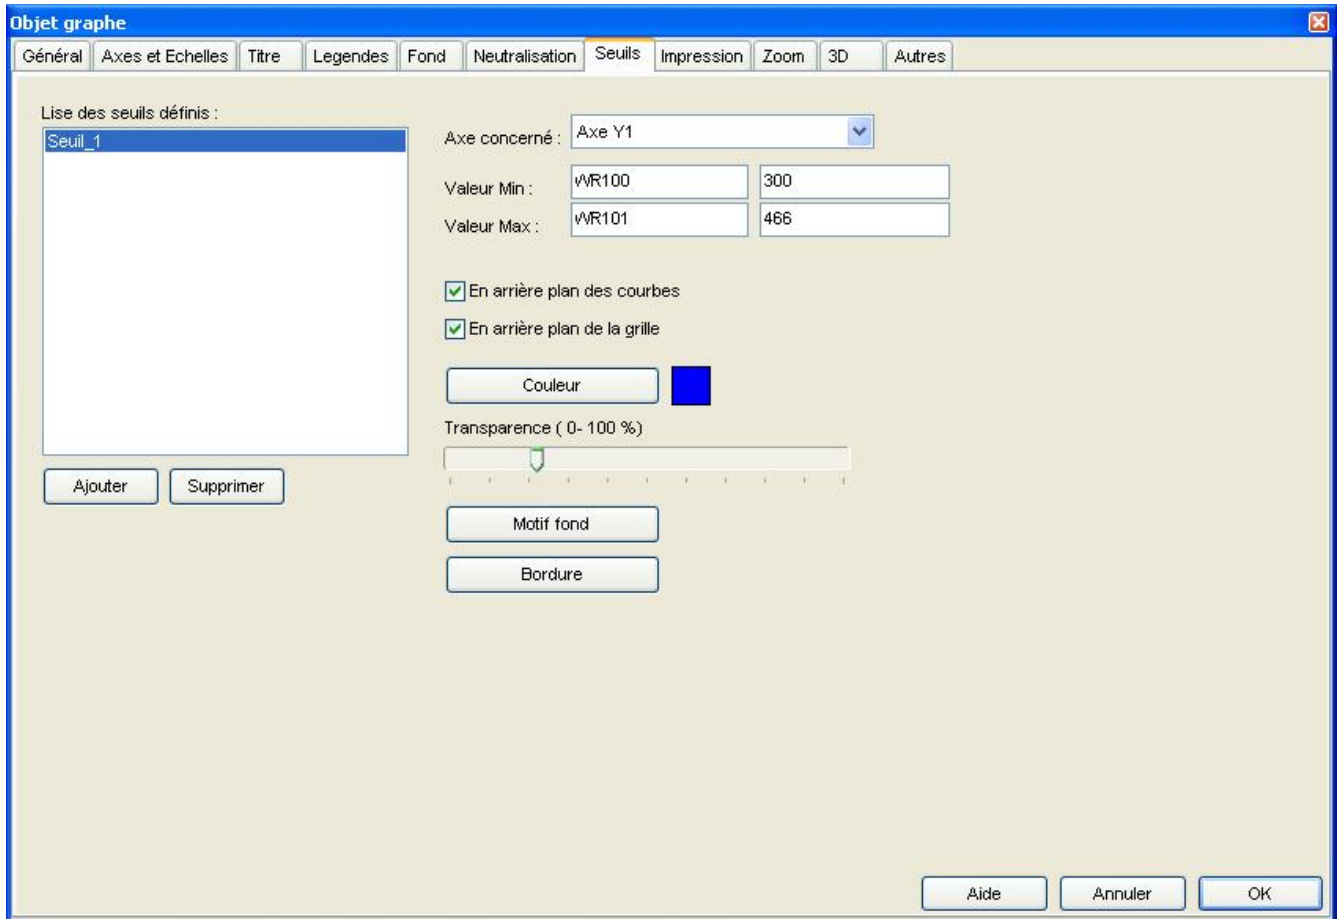 Objet graphe
Général Axes et Echelles Titre Legendes Fond Neutralisation Seuils Impression Zoom 3D Autres
Lise des seuils définis :
Seuil_1
Axe concerné : Axe Y1
Valeur Min : WR100 300
Valeur Max : WR101 466
En arrière plan des courbes
En arrière plan de la grille
Couleur
Transparence ( 0- 100 %)
Ajouter Supprimer
Motif fond
Bordure
Aide Annuler OK